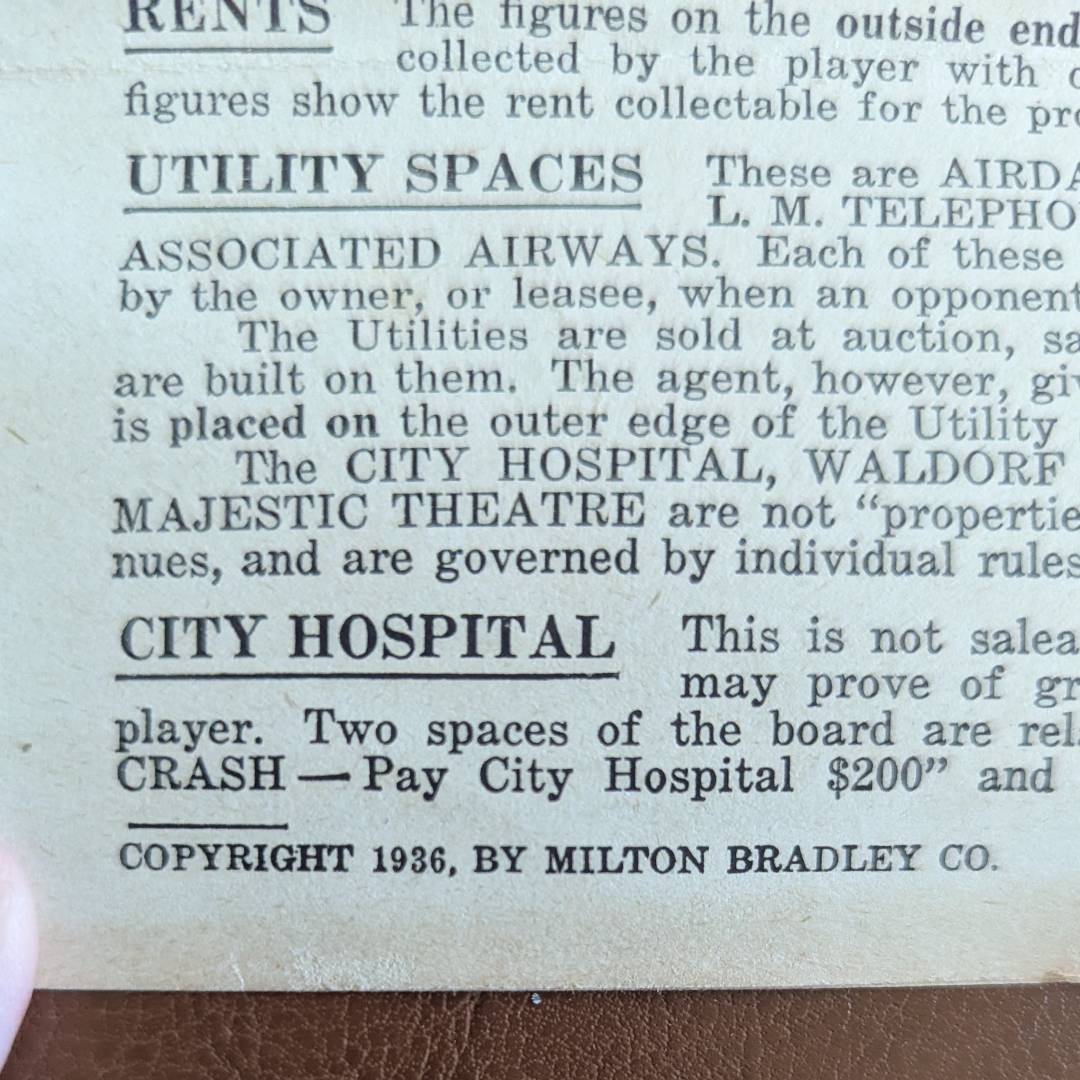 RENTS The figures on the outside end
collected by the player with
figures show the rent collectable for the
UTILITY SPACES These are
L. M.
ASSOCIATED AIRWAYS. Each of these
by the owner, or leasee, when an opponent
The Utilities are sold at auction,
are built on them. The agent, however,
is placed on the outer edge of the Utility
The CITY HOSPITAL, WALDORF
MAJESTIC THEATRE are not "propertie
nues, and are governed by individual rules
CITY HOSPITAL This is not salea
may prove of
player. Two spaces of the board are
CRASH — Pay City Hospital $200" and
COPYRIGHT 1936, BY MILTON BRADLEY CO.